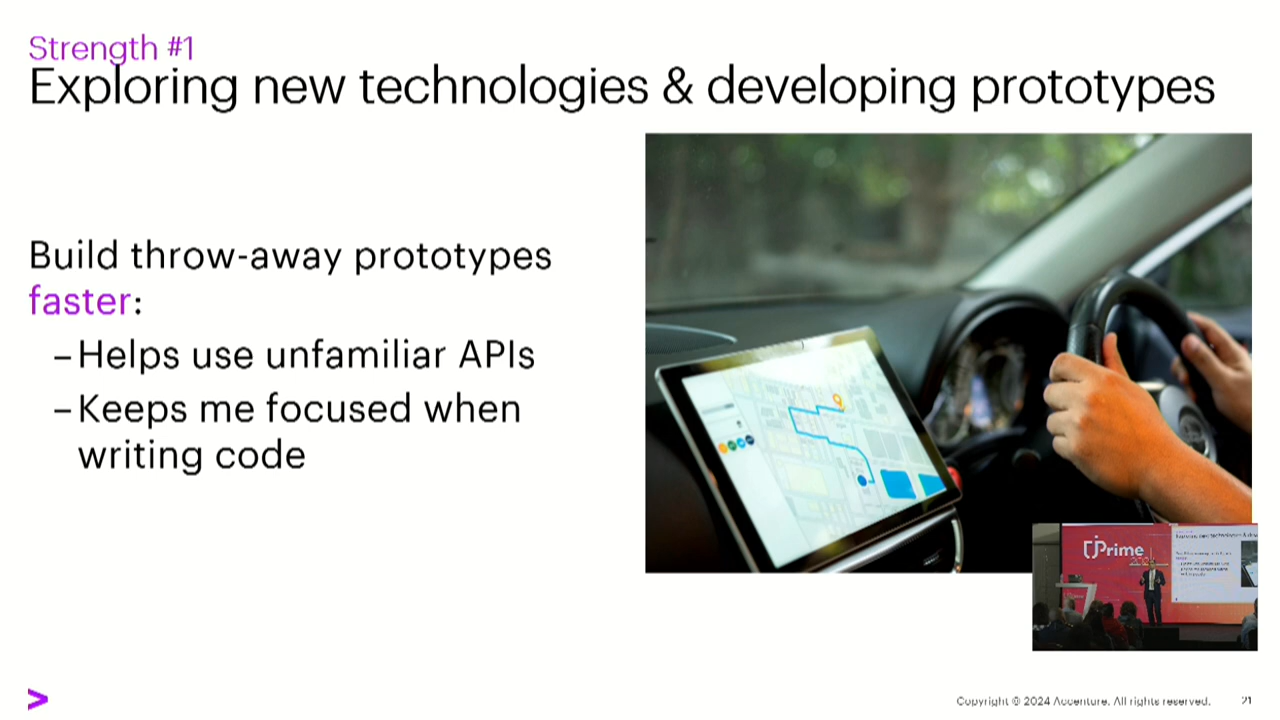 Strength #1
Exploring new technologies & developing prototypes
Build throw-away prototypes
faster:
–Helps use unfamiliar APIs
–Keeps me focused when
writing code
jPrime
>
Copyright © 2024 Accenture. All rights reserved.
21